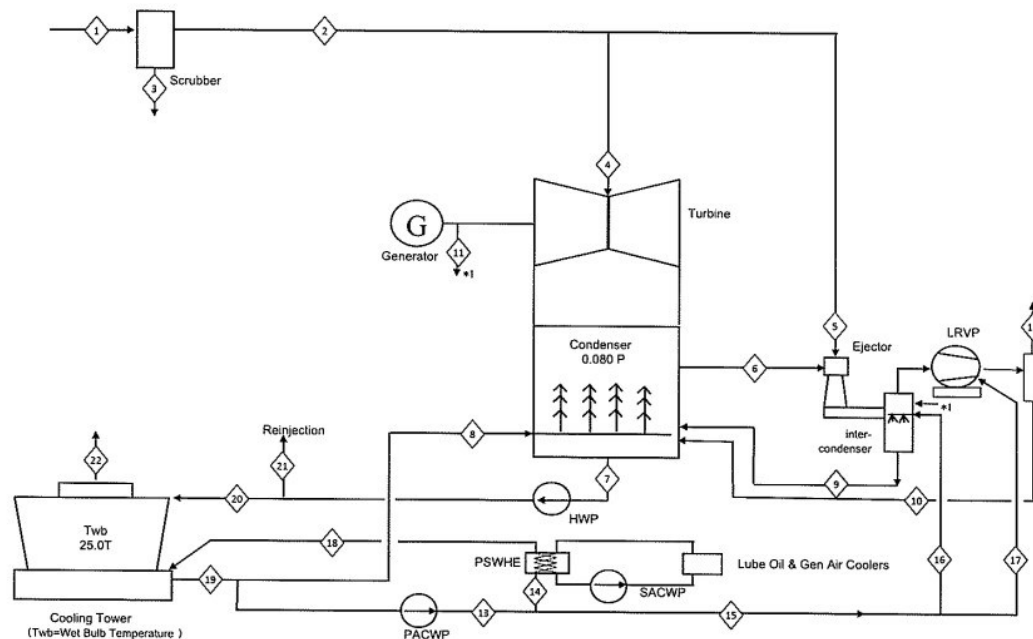 1
2
3
Scrubber
4
Turbine
G
Generator
11
*1
5
LRVP
Ejector
Condenser
0.080 P
6
*1
inter-
condenser
Reinjection
8
22
21
7
9
10
20
HWP
Twb
25.0T
18
16
17
PSWHE
Lube Oil & Gen Air Coolers
14
SACWP
19
13
15
Cooling Tower
PACWP
(Twb=Wet Bulb Temperature )